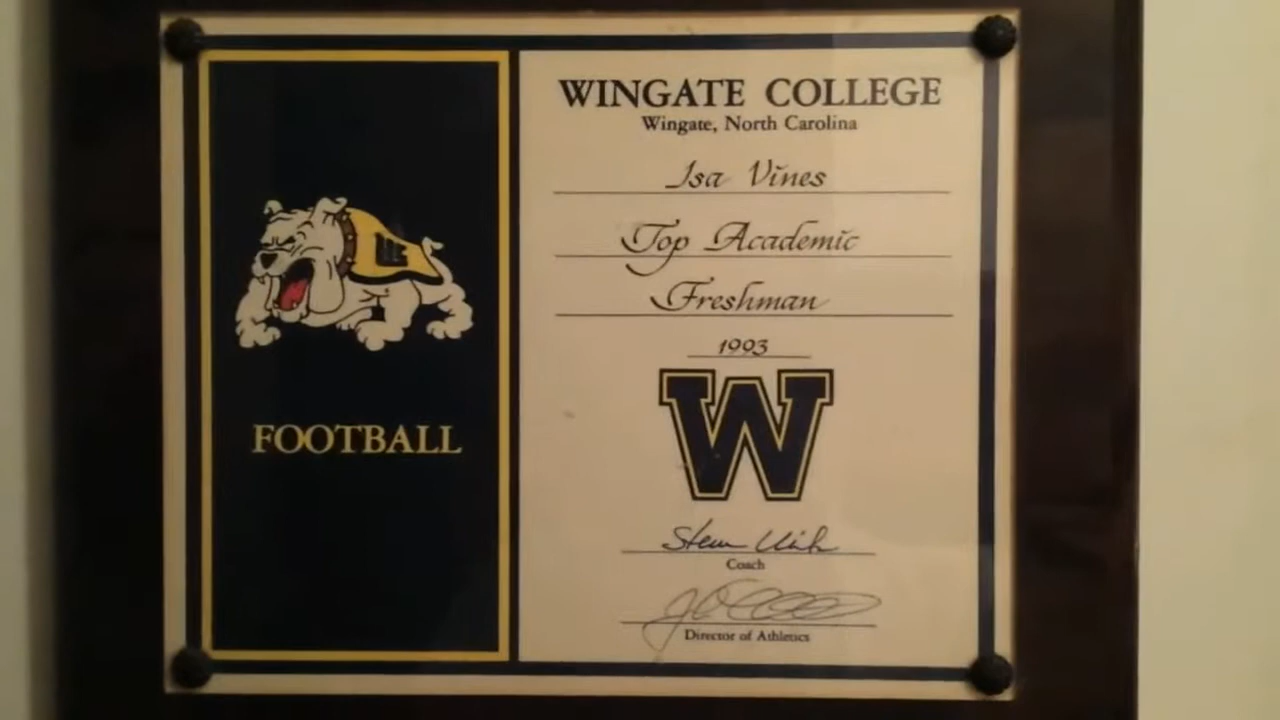 FOOTBALL
WINGATE COLLEGE
Wingate, North Carolina
Isa Vines
Top Academic
Freshman
1993
W
Coach
Director of Athletics